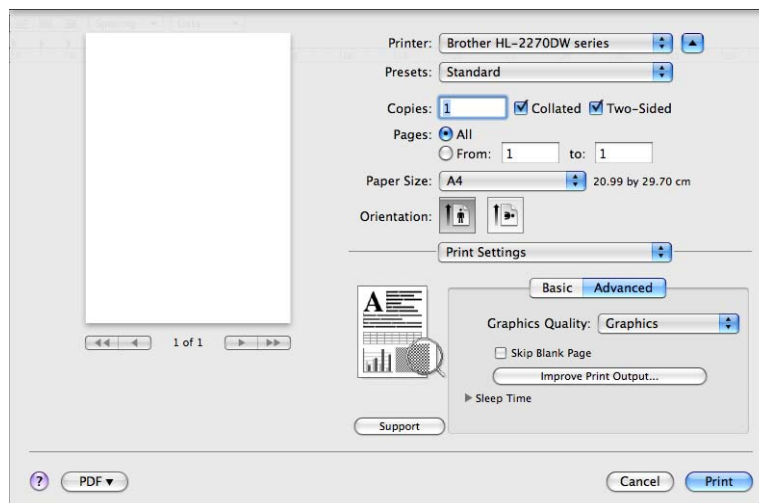 Spacing
Lists
Printer: Brother HL-2270DW series
Presets: Standard
Copies: 1 Collated Two-Sided
Pages: All
From: 1 to: 1
Paper Size: A4 20.99 by 29.70 cm
Orientation:
Print Settings
Basic Advanced
Graphics Quality: Graphics
Skip Blank Page
Improve Print Output...
Sleep Time
A
1 of 1
Support
? PDF Cancel Print